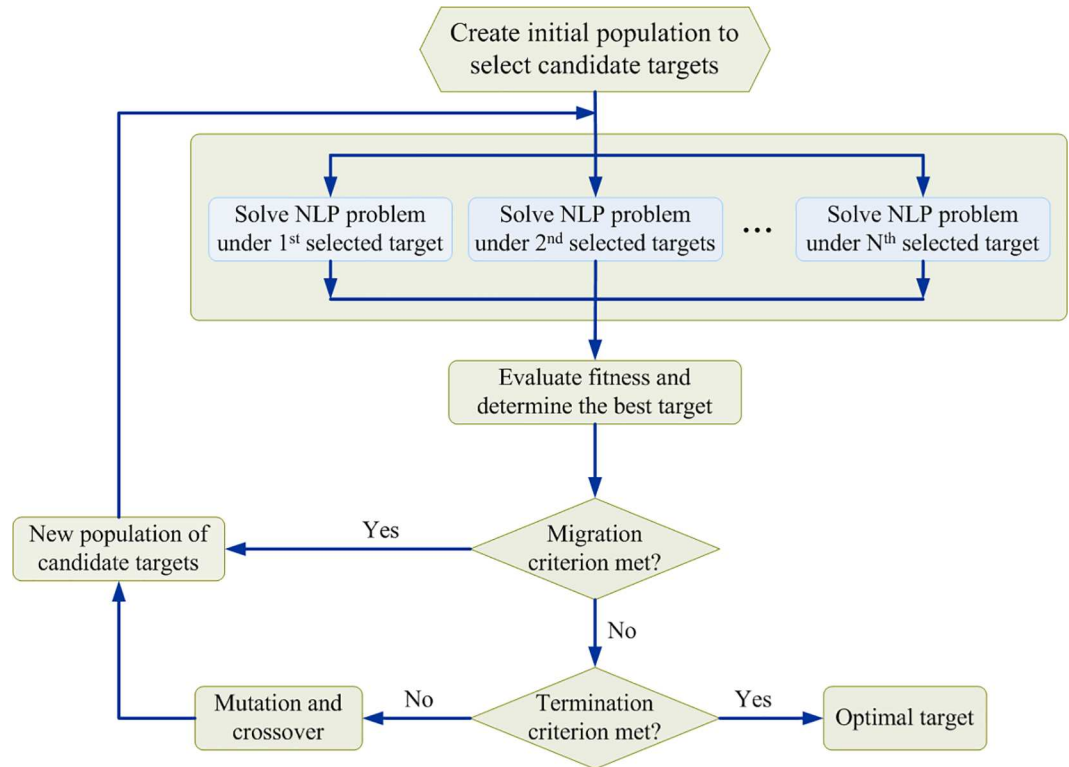 Create initial population to
select candidate targets
Solve NLP problem
under 1st selected target
Solve NLP problem
under 2nd selected targets
...
Solve NLP problem
under Nth selected target
Evaluate fitness and
determine the best target
New population of
candidate targets
Yes
Migration
criterion met?
No
Mutation and
crossover
No
Termination
criterion met?
Yes
Optimal target